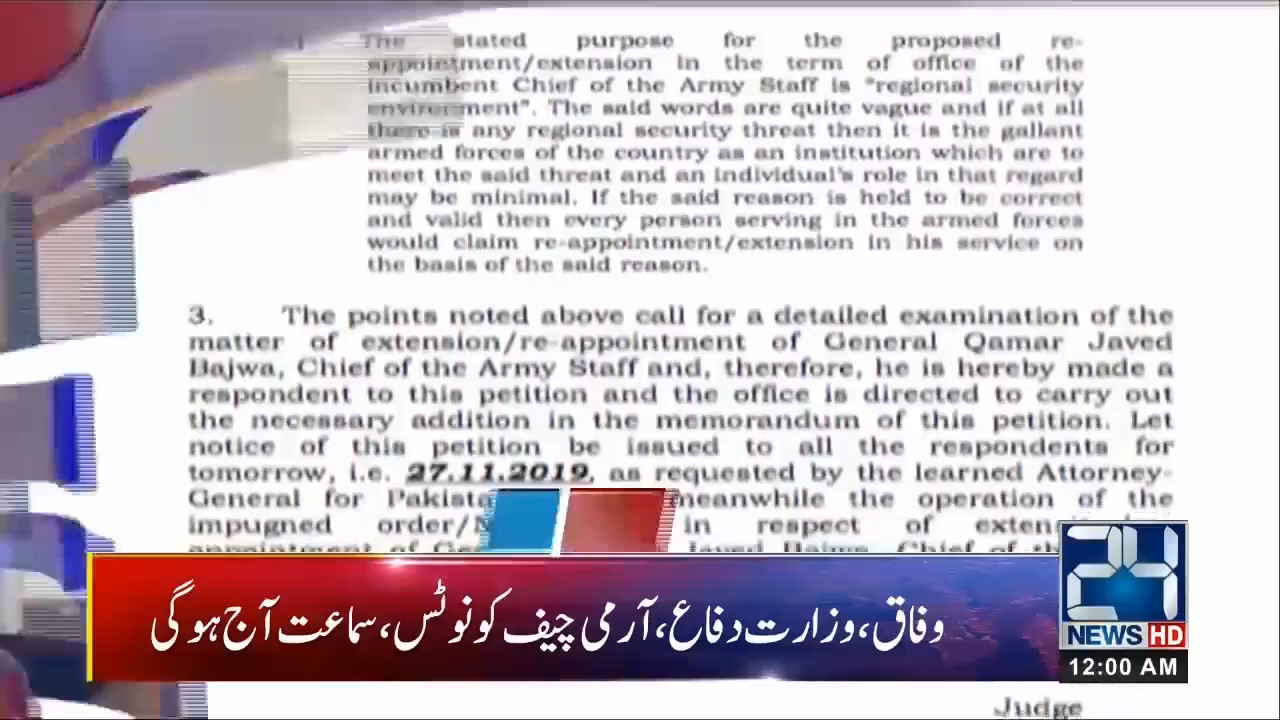 The stated purpose for the proposed re-
appointment/extension in the term of office of the
incumbent Chief of the Army Staff is "regional security
environment". The said words are quite vague and if at all
there is any regional security threat then it is the gallant
armed forces of the country as an institution which are to
meet the said threat and an individual's role in that regard
may be minimal. If the said reason is held to be correct
and valid then every person serving in the armed forces
would claim re-appointment/extension in his service on
the basis of the said reason.
3. The points noted above call for a detailed examination of the
matter of extension/re-appointment of General Qamar Javed
Bajwa, Chief of the Army Staff and, therefore, he is hereby made a
respondent to this petition and the office is directed to carry out
the necessary addition in the memorandum of this petition. Let
notice of this petition be issued to all the respondents for
tomorrow, i.e. 27.11.2019, as requested by the learned Attorney-
General for meanwhile the operation of the
impugned in respect of
appointment of Javed Bajwa, Chief of
وفاق، وزارت دفاع، آرمی چیف کو نوٹس، سماعت آج ہو گی
24
NEWS HD
12:00 AM
Judge